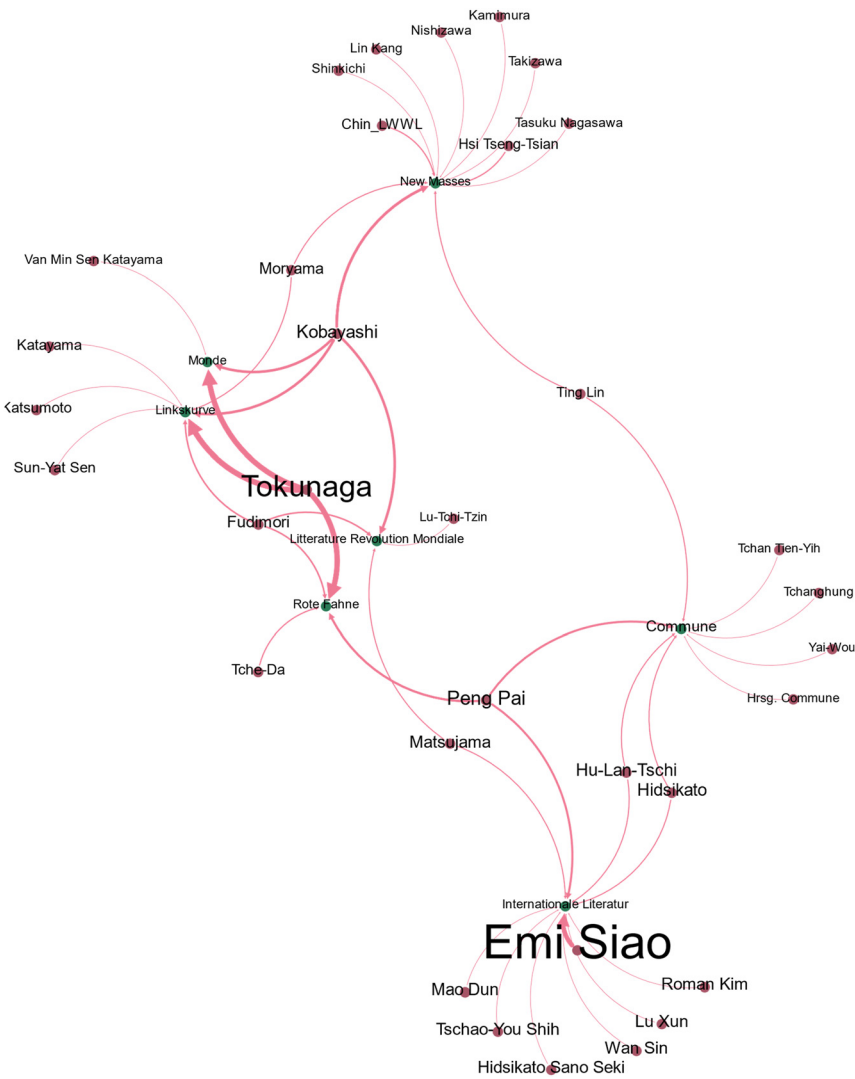 Kamimura
Nishizawa
Lin Kang
Takizawa
Shinkichi
Chin_LWWL
Tasuku Nagasawa
Hsi Tseng-Tsian
New Masses
Van Min Sen Katayama
Moryama
Kobayashi
Katayama
Monde
Ting Lin
Katsumoto
Linkskurve
Sun-Yat Sen
Tokunaga
Fudimori
Lu-Tchi-Tzin
Litterature Revolution Mondiale
Tchan Tien-Yih
Tchanghung
Rote Fahne
Commune
Yai-Wou
Tche-Da
Peng Pai
Hrsg. Commune
Matsujama
Hu-Lan-Tschi
Hidsikato
Internationale Literatur
Emi Siao
Mao Dun
Roman Kim
Lu Xun
Tschao-You Shih
Wan Sin
Hidsikato Sano Seki